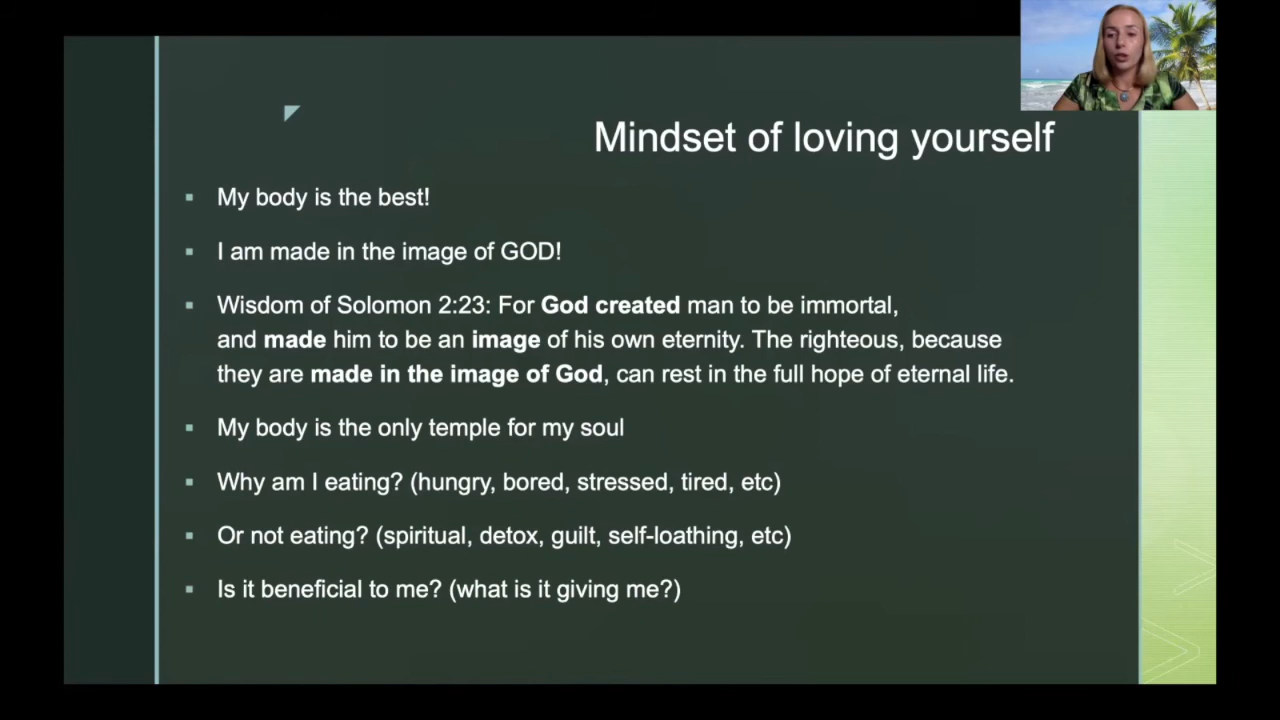 Mindset of loving yourself
My body is the best!
I am made in the image of GOD!
Wisdom of Solomon 2:23: For God created man to be immortal,
and made him to be an image of his own eternity. The righteous, because
they are made in the image of God, can rest in the full hope of eternal life.
My body is the only temple for my soul
Why am I eating? (hungry, bored, stressed, tired, etc)
Or not eating? (spiritual, detox, guilt, self-loathing, etc)
Is it beneficial to me? (what is it giving me?)